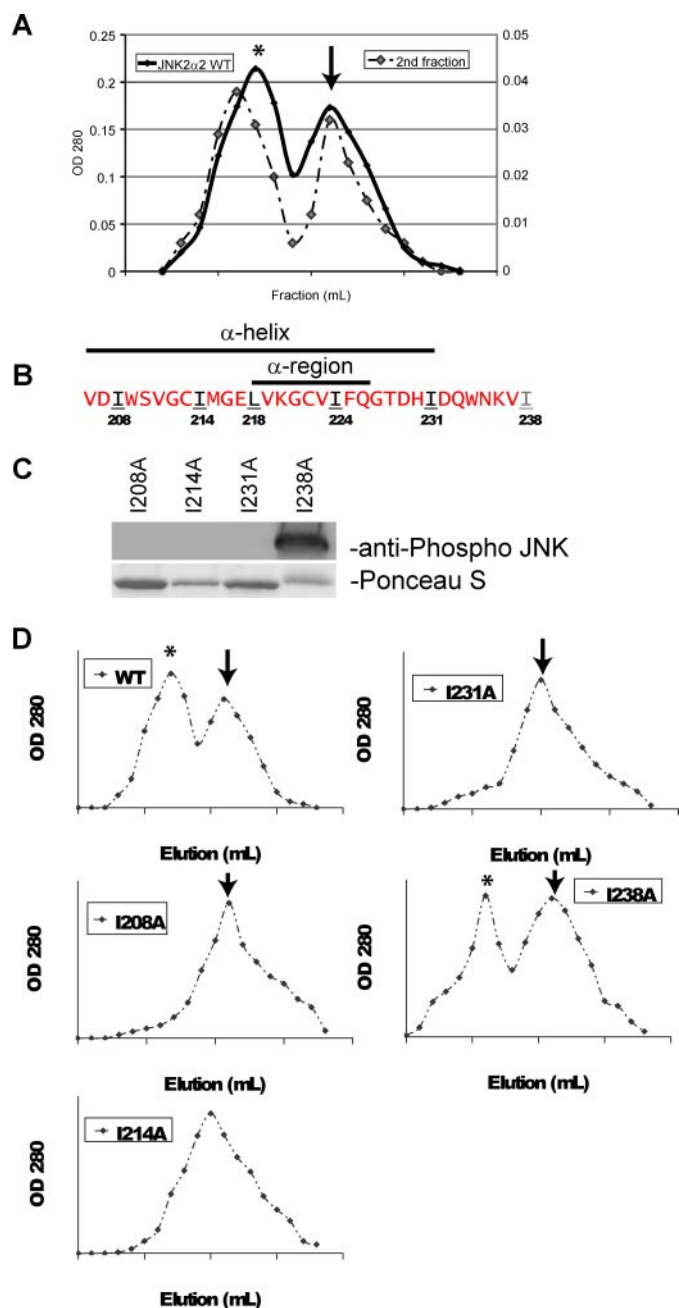 A
*
JNK2α2 WT
2nd fraction
0.25
0.2
0.15
0.1
0.05
0
OD 280
0.05
0.04
0.03
0.02
0.01
0
Fraction (mL)
α-helix
α-region
B
VDIWSVGCIMGELVKGCVIFQGTDHIDQWNKVI
208 214 218 224 231 238
C
I208A I214A I231A I238A
-anti-Phospho JNK
-Ponceau S
D
*
WT
OD 280
Elution (mL)
I231A
OD 280
Elution (mL)
I208A
OD 280
Elution (mL)
*
I238A
OD 280
Elution (mL)
I214A
OD 280
Elution (mL)